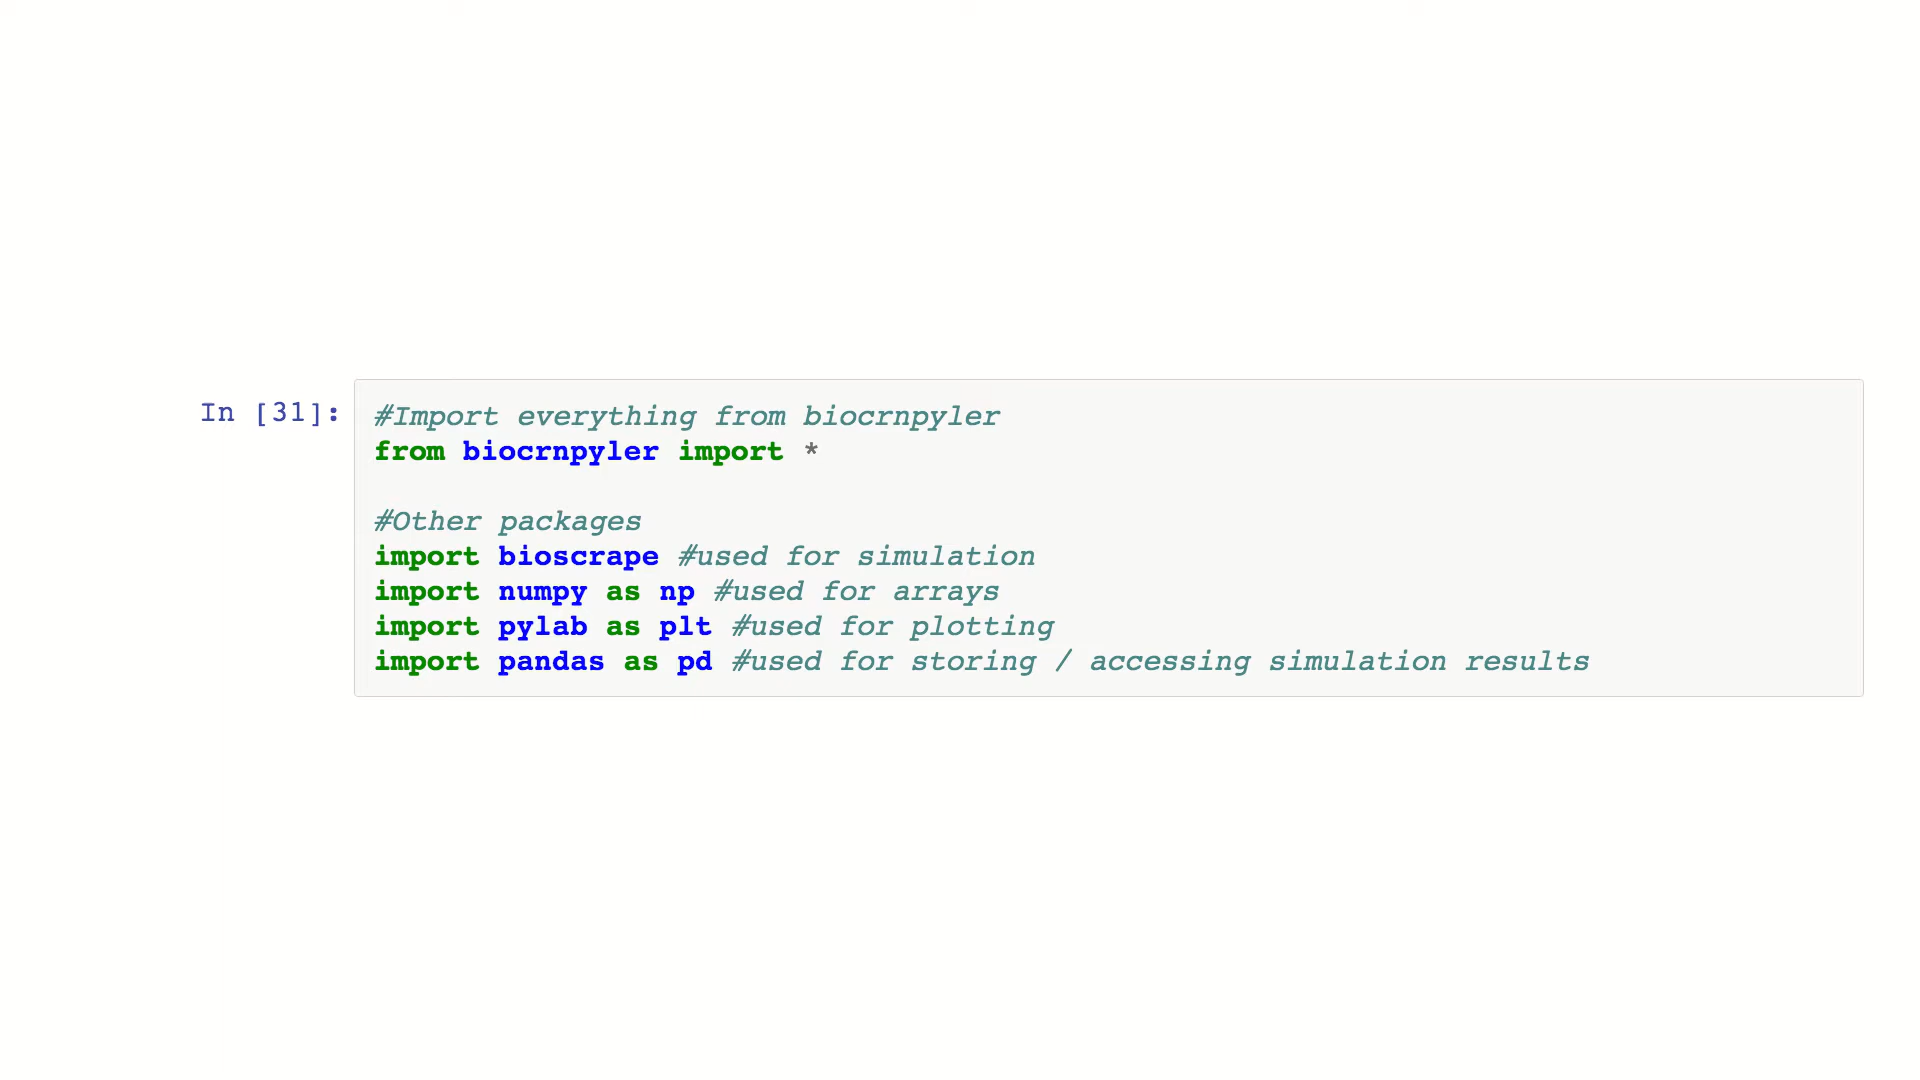 In [31]:
#Import everything from biocrnpyler
from biocrnpyler import *
#Other packages
import bioscrape #used for simulation
import numpy as np #used for arrays
import pylab as plt #used for plotting
import pandas as pd #used for storing / accessing simulation results